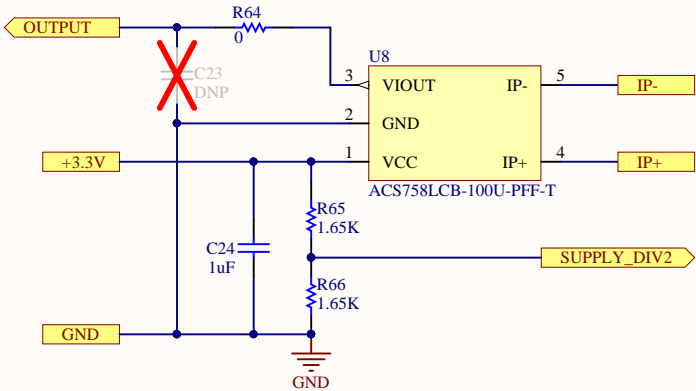 OUTPUT
R64
0
C23
DNP
U8
3 VIOUT IP- 5 IP-
2 GND
+3.3V 1 VCC IP+ 4 IP+
ACS758LCB-100U-PFF-T
R65
1.65K
C24
1uF
SUPPLY_DIV2
R66
1.65K
GND
GND